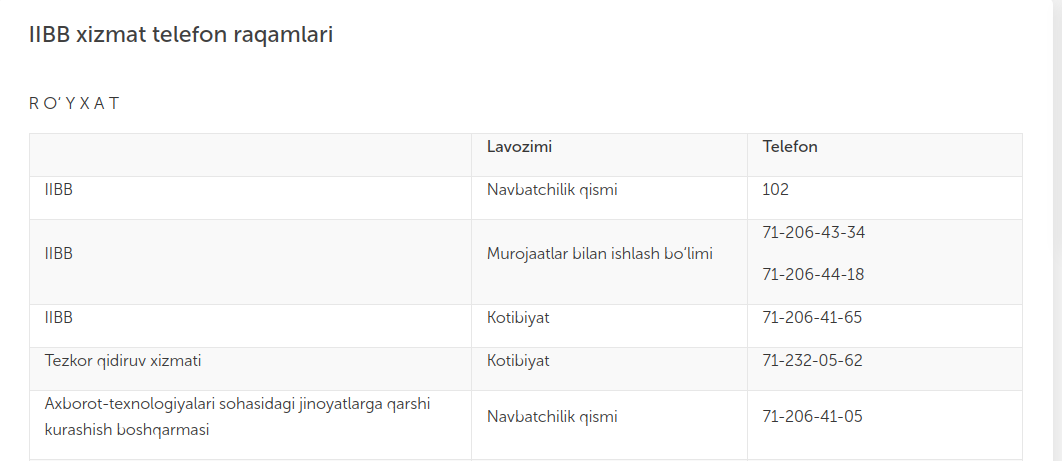 IIBB xizmat telefon raqamlari
R O‘ Y X A T
Lavozimi Telefon
IIBB Navbatchilik qismi 102
IIBB Murojaatlar bilan ishlash bo‘limi 71-206-43-34
71-206-44-18
IIBB Kotibiyat 71-206-41-65
Tezkor qidiruv xizmati Kotibiyat 71-232-05-62
Axborot-texnologiyalari sohasidagi jinoyatlarga qarshi
kurashish boshqarmasi Navbatchilik qismi 71-206-41-05